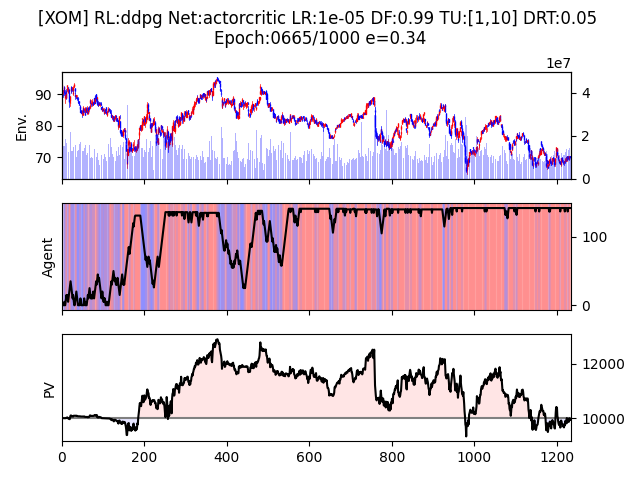 [XOM] RL:ddpg Net:actorcritic LR:1e-05 DF:0.99 TU:[1,10] DRT:0.05
Epoch:0665/1000 e=0.34
1e7
Env.
90
80
70
4
2
0
Agent
100
0
PV
12000
10000
0 200 400 600 800 1000 1200